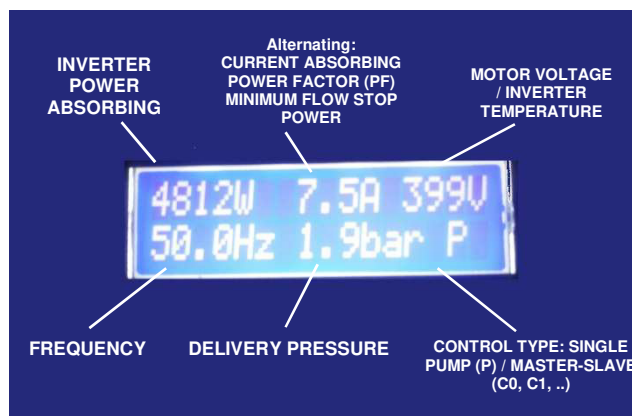 INVERTER
POWER
ABSORBING
Alternating:
CURRENT ABSORBING
POWER FACTOR (PF)
MINIMUM FLOW STOP
POWER
MOTOR VOLTAGE
/ INVERTER
TEMPERATURE
4812W 7.5A 399V
50.0Hz 1.9bar P
FREQUENCY
DELIVERY PRESSURE
CONTROL TYPE: SINGLE
PUMP (P) / MASTER-SLAVE
(C0, C1, ..)